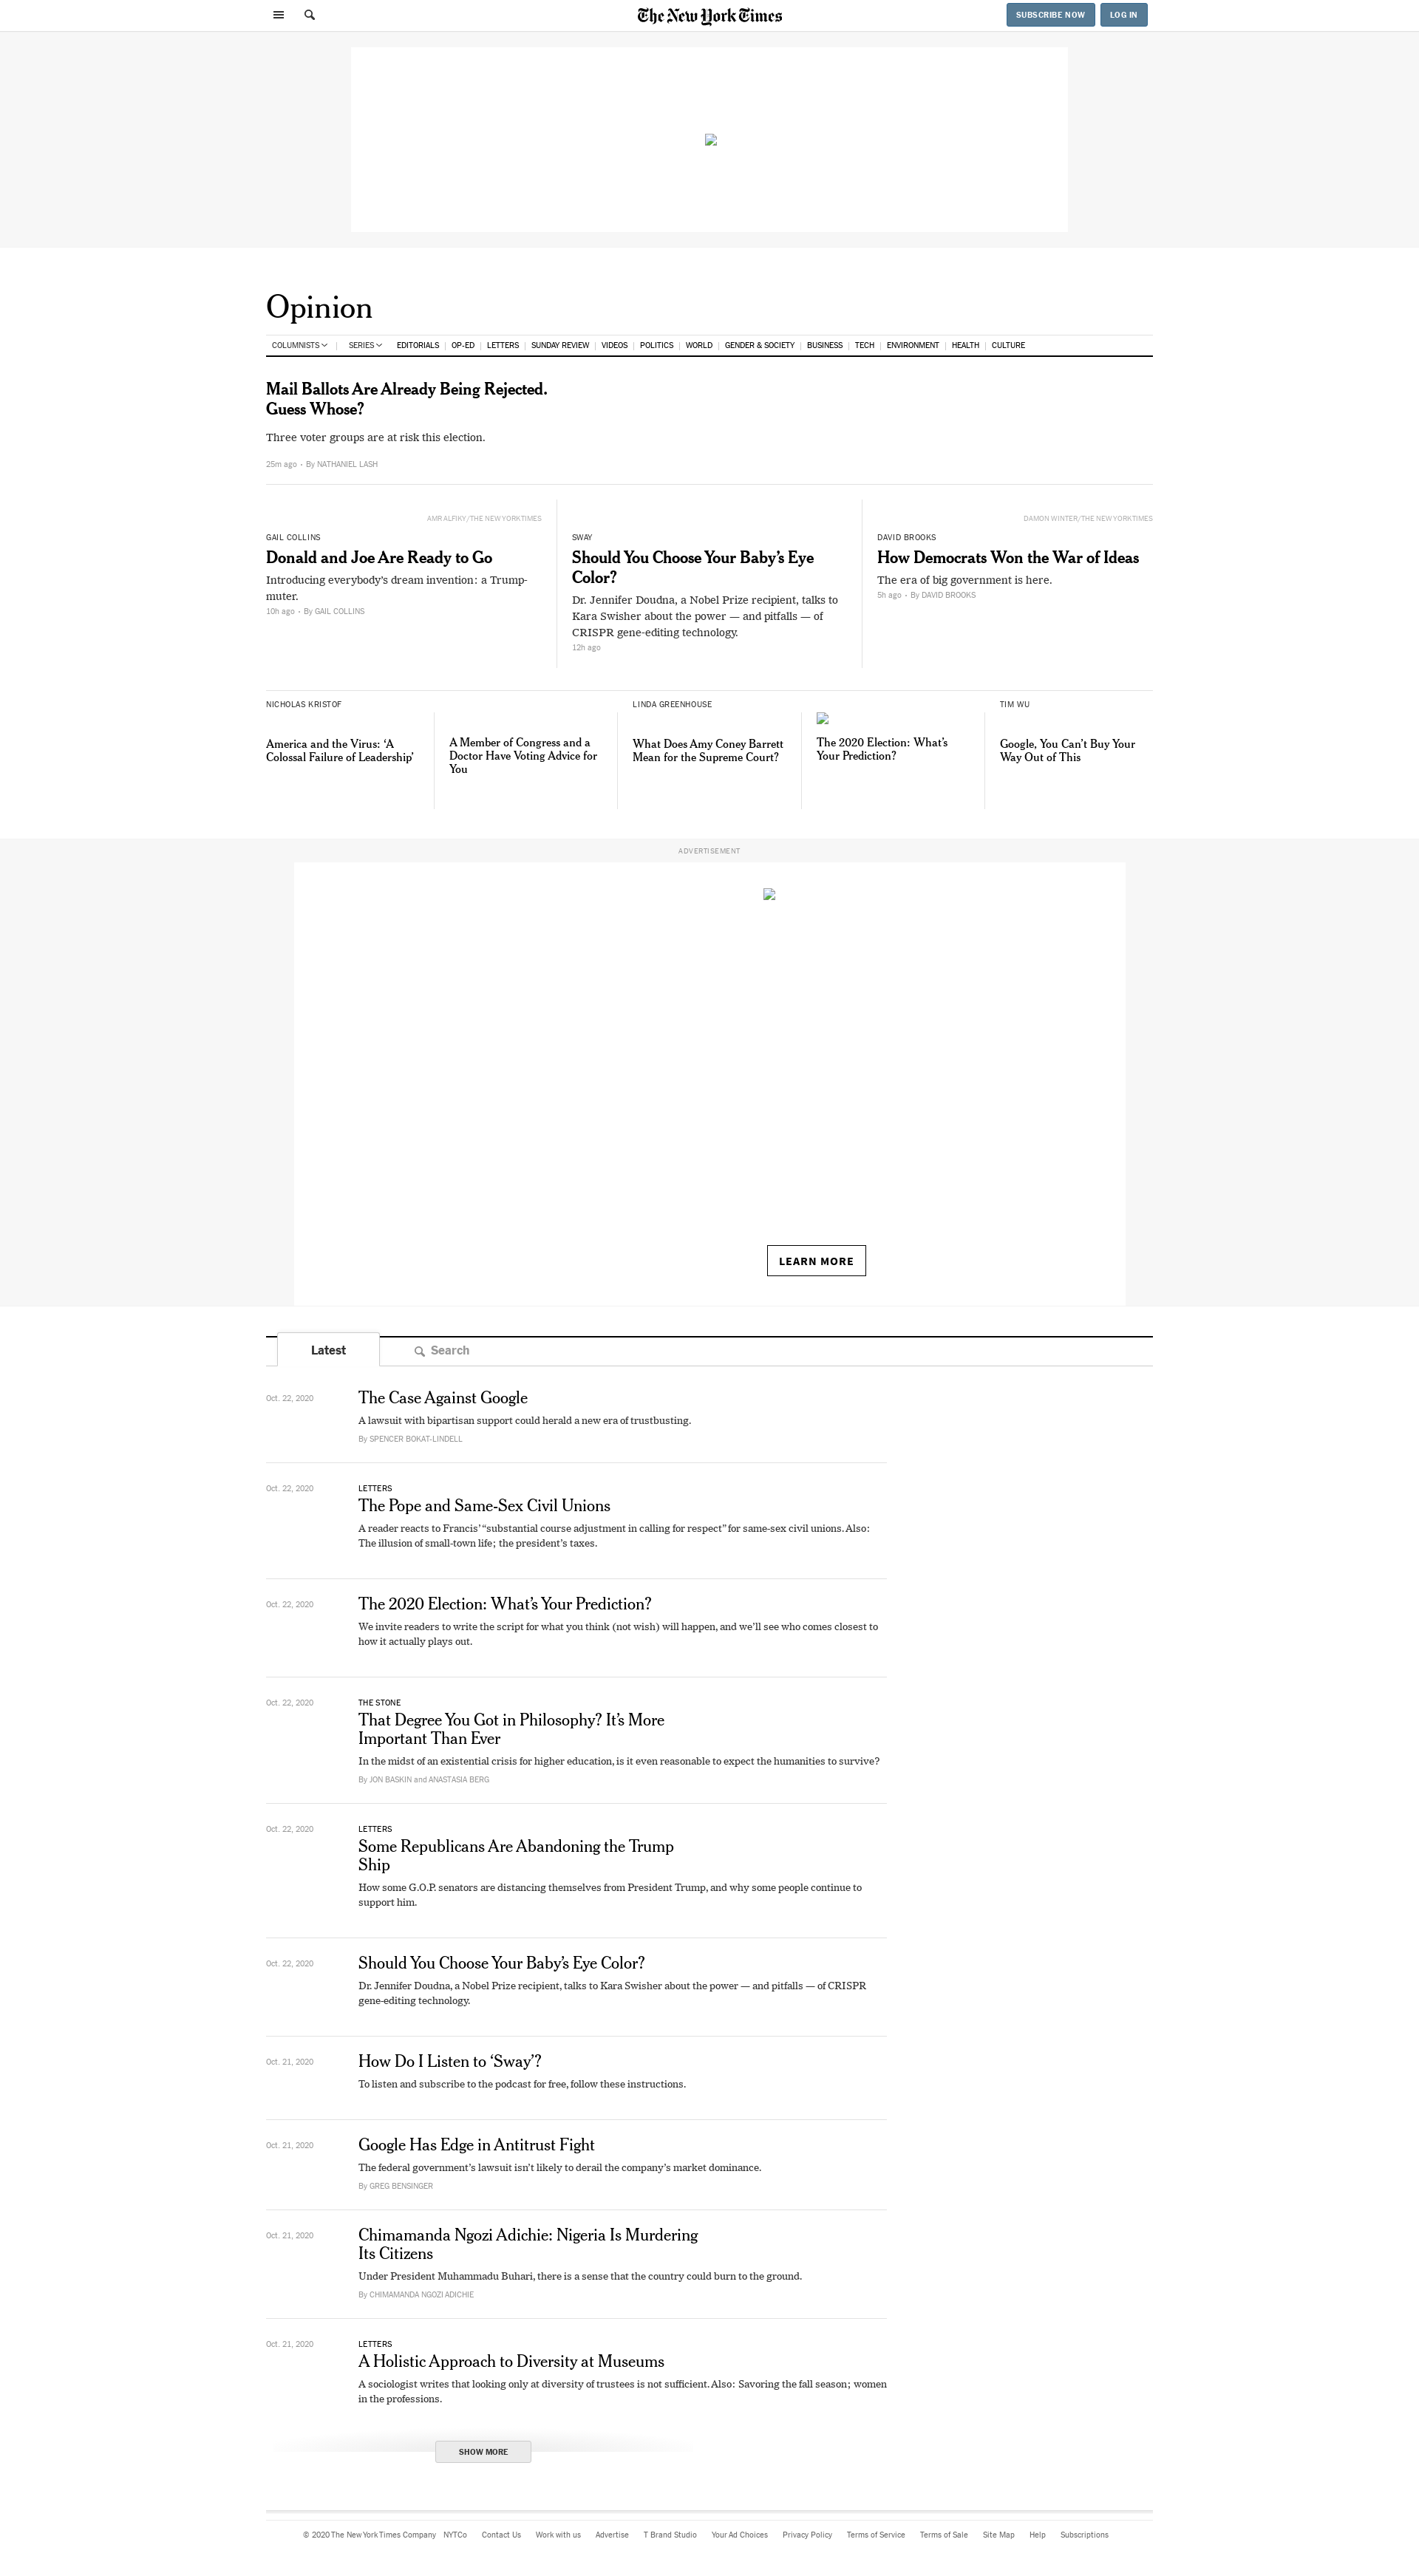 The New York Times
SUBSCRIBE NOW
LOG IN
Opinion
COLUMNISTS
SERIES
EDITORIALS
OP-ED
LETTERS
SUNDAY REVIEW
VIDEOS
POLITICS
WORLD
GENDER & SOCIETY
BUSINESS
TECH
ENVIRONMENT
HEALTH
CULTURE
Mail Ballots Are Already Being Rejected.
Guess Whose?
Three voter groups are at risk this election.
25m ago • By NATHANIEL LASH
AMR ALFIKY/THE NEW YORK TIMES
GAIL COLLINS
Donald and Joe Are Ready to Go
Introducing everybody's dream invention: a Trump-
muter.
10h ago • By GAIL COLLINS
SWAY
Should You Choose Your Baby’s Eye
Color?
Dr. Jennifer Doudna, a Nobel Prize recipient, talks to
Kara Swisher about the power — and pitfalls — of
CRISPR gene-editing technology.
12h ago
DAMON WINTER/THE NEW YORK TIMES
DAVID BROOKS
How Democrats Won the War of Ideas
The era of big government is here.
5h ago • By DAVID BROOKS
NICHOLAS KRISTOF
America and the Virus: ‘A
Colossal Failure of Leadership’
A Member of Congress and a
Doctor Have Voting Advice for
You
LINDA GREENHOUSE
What Does Amy Coney Barrett
Mean for the Supreme Court?
The 2020 Election: What’s
Your Prediction?
TIM WU
Google, You Can’t Buy Your
Way Out of This
ADVERTISEMENT
LEARN MORE
Latest
Search
Oct. 22, 2020
The Case Against Google
A lawsuit with bipartisan support could herald a new era of trustbusting.
By SPENCER BOKAT-LINDELL
Oct. 22, 2020
LETTERS
The Pope and Same-Sex Civil Unions
A reader reacts to Francis’ “substantial course adjustment in calling for respect” for same-sex civil unions. Also:
The illusion of small-town life; the president’s taxes.
Oct. 22, 2020
The 2020 Election: What’s Your Prediction?
We invite readers to write the script for what you think (not wish) will happen, and we’ll see who comes closest to
how it actually plays out.
Oct. 22, 2020
THE STONE
That Degree You Got in Philosophy? It’s More
Important Than Ever
In the midst of an existential crisis for higher education, is it even reasonable to expect the humanities to survive?
By JON BASKIN and ANASTASIA BERG
Oct. 22, 2020
LETTERS
Some Republicans Are Abandoning the Trump
Ship
How some G.O.P. senators are distancing themselves from President Trump, and why some people continue to
support him.
Oct. 22, 2020
Should You Choose Your Baby’s Eye Color?
Dr. Jennifer Doudna, a Nobel Prize recipient, talks to Kara Swisher about the power — and pitfalls — of CRISPR
gene-editing technology.
Oct. 21, 2020
How Do I Listen to ‘Sway’?
To listen and subscribe to the podcast for free, follow these instructions.
Oct. 21, 2020
Google Has Edge in Antitrust Fight
The federal government’s lawsuit isn’t likely to derail the company’s market dominance.
By GREG BENSINGER
Oct. 21, 2020
Chimamanda Ngozi Adichie: Nigeria Is Murdering
Its Citizens
Under President Muhammadu Buhari, there is a sense that the country could burn to the ground.
By CHIMAMANDA NGOZI ADICHIE
Oct. 21, 2020
LETTERS
A Holistic Approach to Diversity at Museums
A sociologist writes that looking only at diversity of trustees is not sufficient. Also: Savoring the fall season; women
in the professions.
SHOW MORE
© 2020 The New York Times Company
NYTCo
Contact Us
Work with us
Advertise
T Brand Studio
Your Ad Choices
Privacy Policy
Terms of Service
Terms of Sale
Site Map
Help
Subscriptions